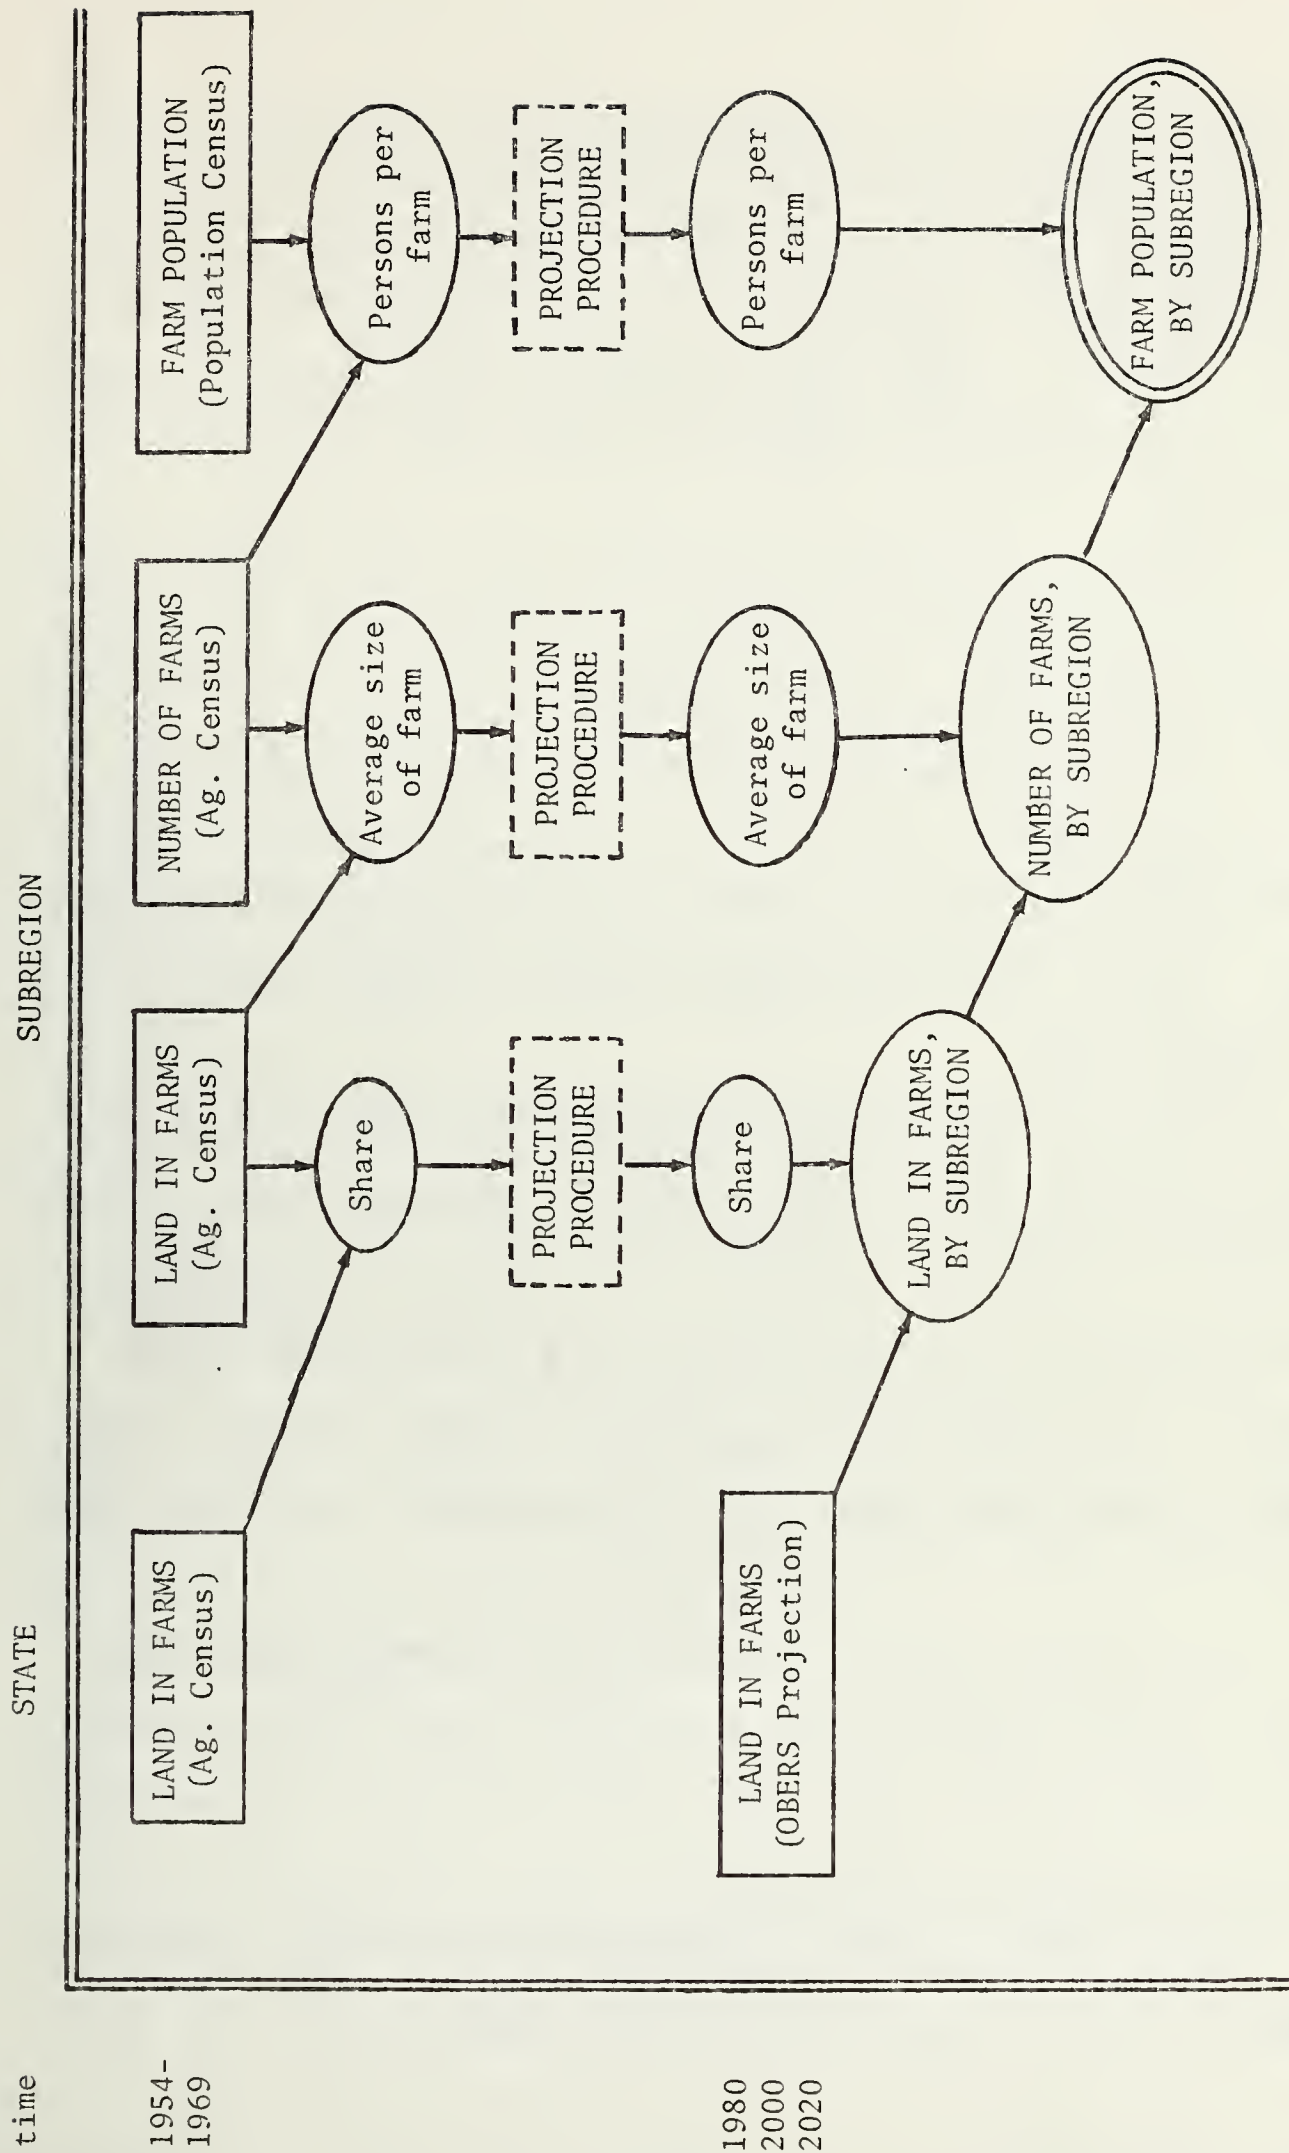 STATE
SUBREGION
time
1954-
1969
LAND IN FARMS
(Ag. Census)
LAND IN FARMS
(Ag. Census)
NUMBER OF FARMS
(Ag. Census)
FARM POPULATION
(Population Census)
Share
Average size
of farm
Persons per
farm
PROJECTION
PROCEDURE
PROJECTION
PROCEDURE
PROJECTION
PROCEDURE
1980
2000
2020
LAND IN FARMS
(OBERS Projection)
Share
Average size
of farm
Persons per
farm
LAND IN FARMS,
BY SUBREGION
NUMBER OF FARMS,
BY SUBREGION
FARM POPULATION,
BY SUBREGION